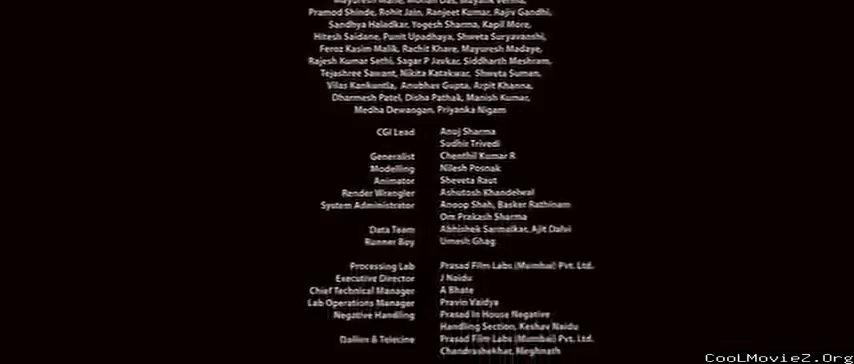 Mayuresh Mane, Mohan Das, Mayank Verma,
Pramod Shinde, Rohit Jain, Ranjeet Kumar, Rajiv Gandhi,
Sandhya Haladkar, Yogesh Sharma, Kapil More,
Hitesh Saidane, Punit Upadhaya, Shweta Suryavanshi,
Feroz Kasim Malik, Rachit Khare, Mayuresh Madaye,
Rajesh Kumar Sethi, Sagar P Javkar, Siddharth Meshram,
Tejashree Sawant, Nikita Katakwar, Shweta Suman,
Vilas Kankuntla, Anubhav Gupta, Arpit Khanna,
Dharmesh Patel, Disha Pathak, Manish Kumar,
Medha Dewangan, Priyanka Nigam
CGI Lead Anuj Sharma
Sudhir Trivedi
Generalist Chenthil Kumar R
Modelling Nilesh Posnak
Animator Sheveta Raut
Render Wrangler Ashutosh Khandelwal
System Administrator Anoop Shah, Basker Rathinam
Om Prakash Sharma
Data Team Abhishek Sarmalkar, Ajit Dalvi
Runner Boy Umesh Ghag
Processing Lab Prasad Film Labs (Mumbai) Pvt. Ltd.
Executive Director J Naidu
Chief Technical Manager A Bhate
Lab Operations Manager Pravin Vaidya
Negative Handling Prasad In House Negative
Handling Section, Keshav Naidu
Dailies & Telecine Prasad Film Labs (Mumbai) Pvt. Ltd.
Chandrashekhar, Meghnath
CooLMovieZ.Org